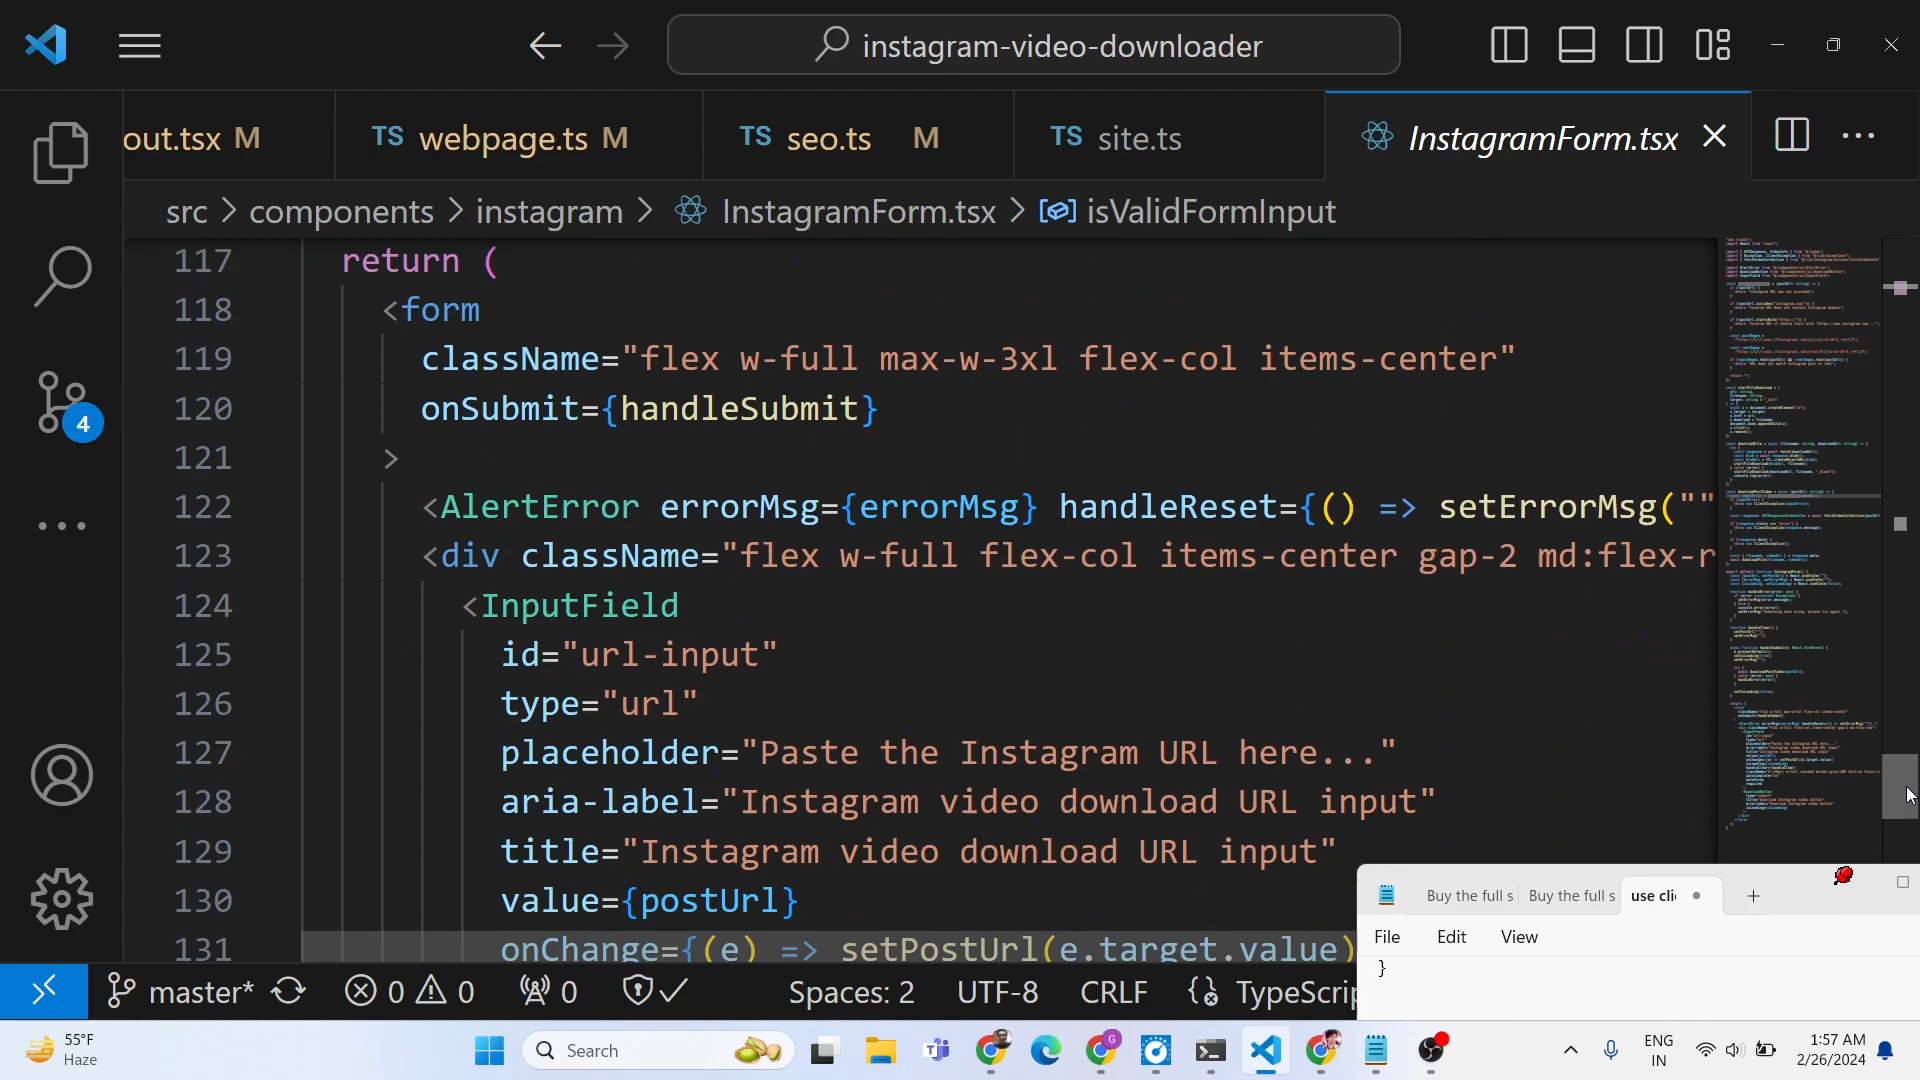 instagram-video-downloader
out.tsx M
TS webpage.ts M
TS seo.ts M
TS site.ts
InstagramForm.tsx
src > components > instagram > InstagramForm.tsx > isValidFormInput
117 return (
118 <form
119 className="flex w-full max-w-3xl flex-col items-center"
120 onSubmit={handleSubmit}
121 >
122 <AlertError errorMsg={errorMsg} handleReset={() => setErrorMsg(""
123 <div className="flex w-full flex-col items-center gap-2 md:flex-r
124 <InputField
125 id="url-input"
126 type="url"
127 placeholder="Paste the Instagram URL here..."
128 aria-label="Instagram video download URL input"
129 title="Instagram video download URL input"
130 value={postUrl}
131 onChange={(e) => setPostUrl(e.target.value)
4
Buy the full s
Buy the full s
use cli
File Edit View
}
master* 0 0 0 Spaces: 2 UTF-8 CRLF TypeScrip
55°F
Haze
Search
ENG
IN
1:57 AM
2/26/2024